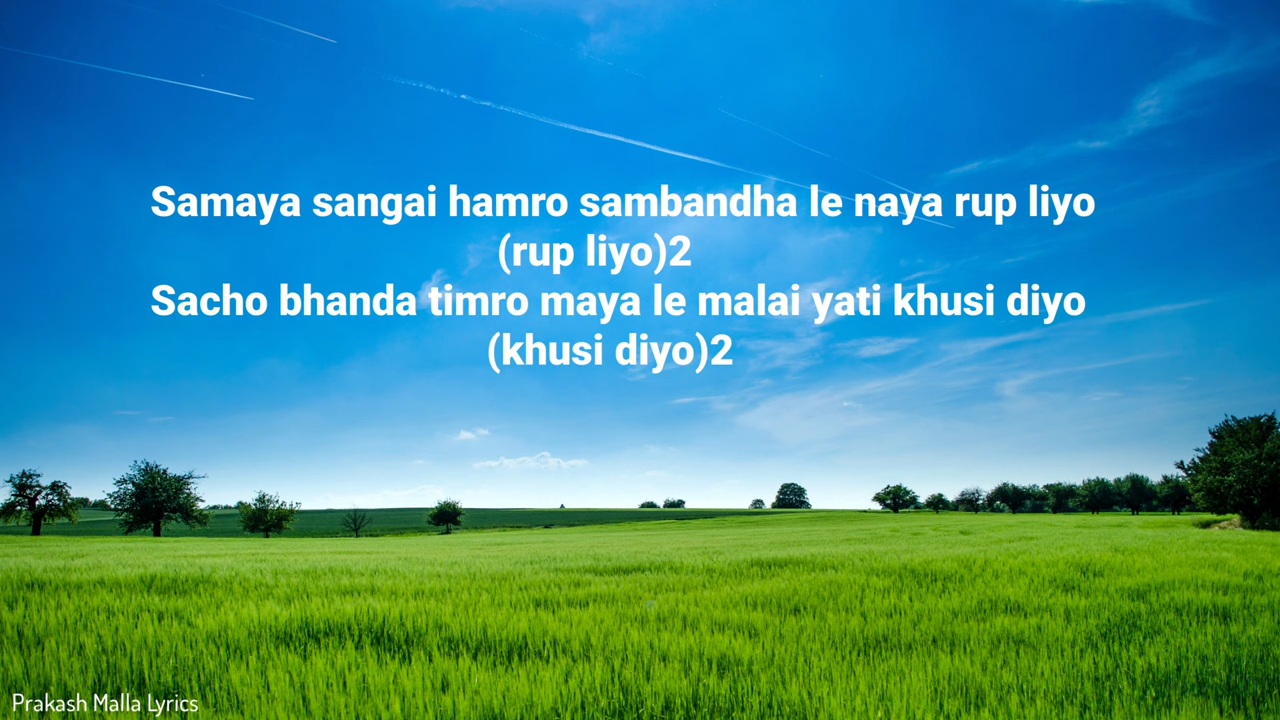 Samaya sangai hamro sambandha le naya rup liyo
(rup liyo)2
Sacho bhanda timro maya le malai yati khusi diyo
(khusi diyo)2
Prakash Malla Lyrics